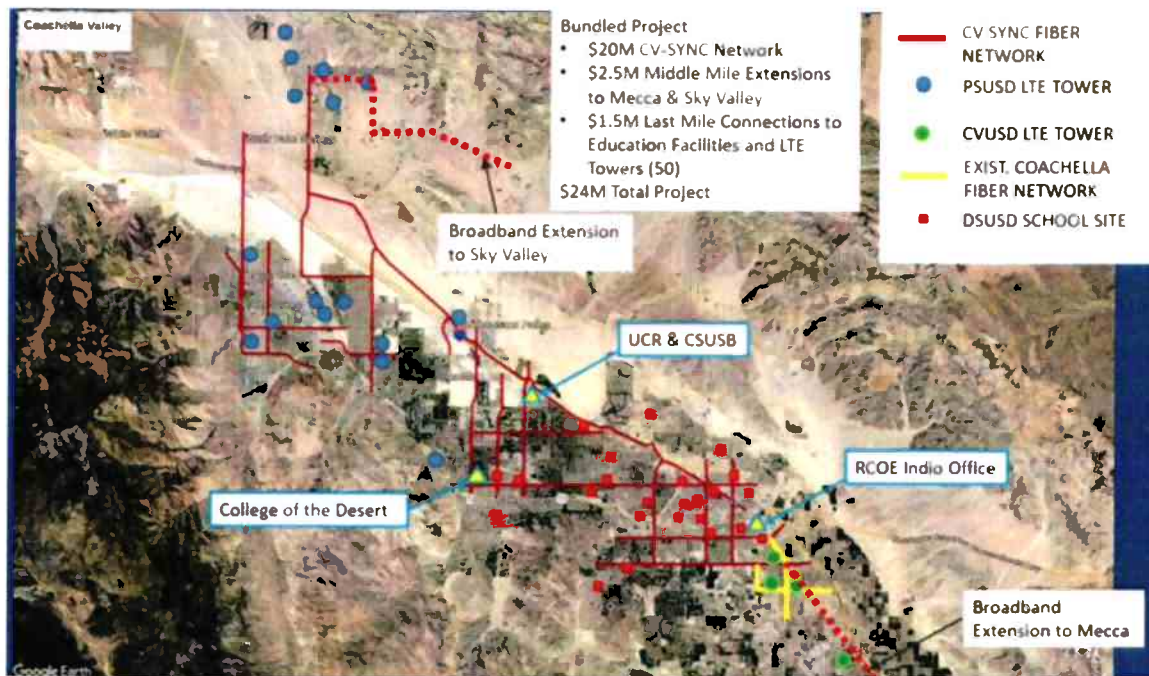 Coachella Valley
Bundled Project
• $20M CV-SYNC Network
• $2.5M Middle Mile Extensions
to Mecca & Sky Valley
• $1.5M Last Mile Connections to
Education Facilities and LTE
Towers (50)
$24M Total Project
CV SYNC FIBER
NETWORK
PSUSD LTE TOWER
CVUSD LTE TOWER
EXIST. COACHELLA
FIBER NETWORK
DSUSD SCHOOL SITE
Broadband Extension
to Sky Valley
UCR & CSUSB
RCOE Indio Office
College of the Desert
Broadband
Extension to Mecca
Google Earth